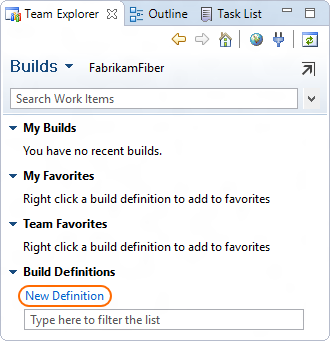 Team Explorer Outline Task List
Builds FabrikamFiber
Search Work Items
My Builds
You have no recent builds.
My Favorites
Right click a build definition to add to favorites
Team Favorites
Right click a build definition to add to favorites
Build Definitions
New Definition
Type here to filter the list